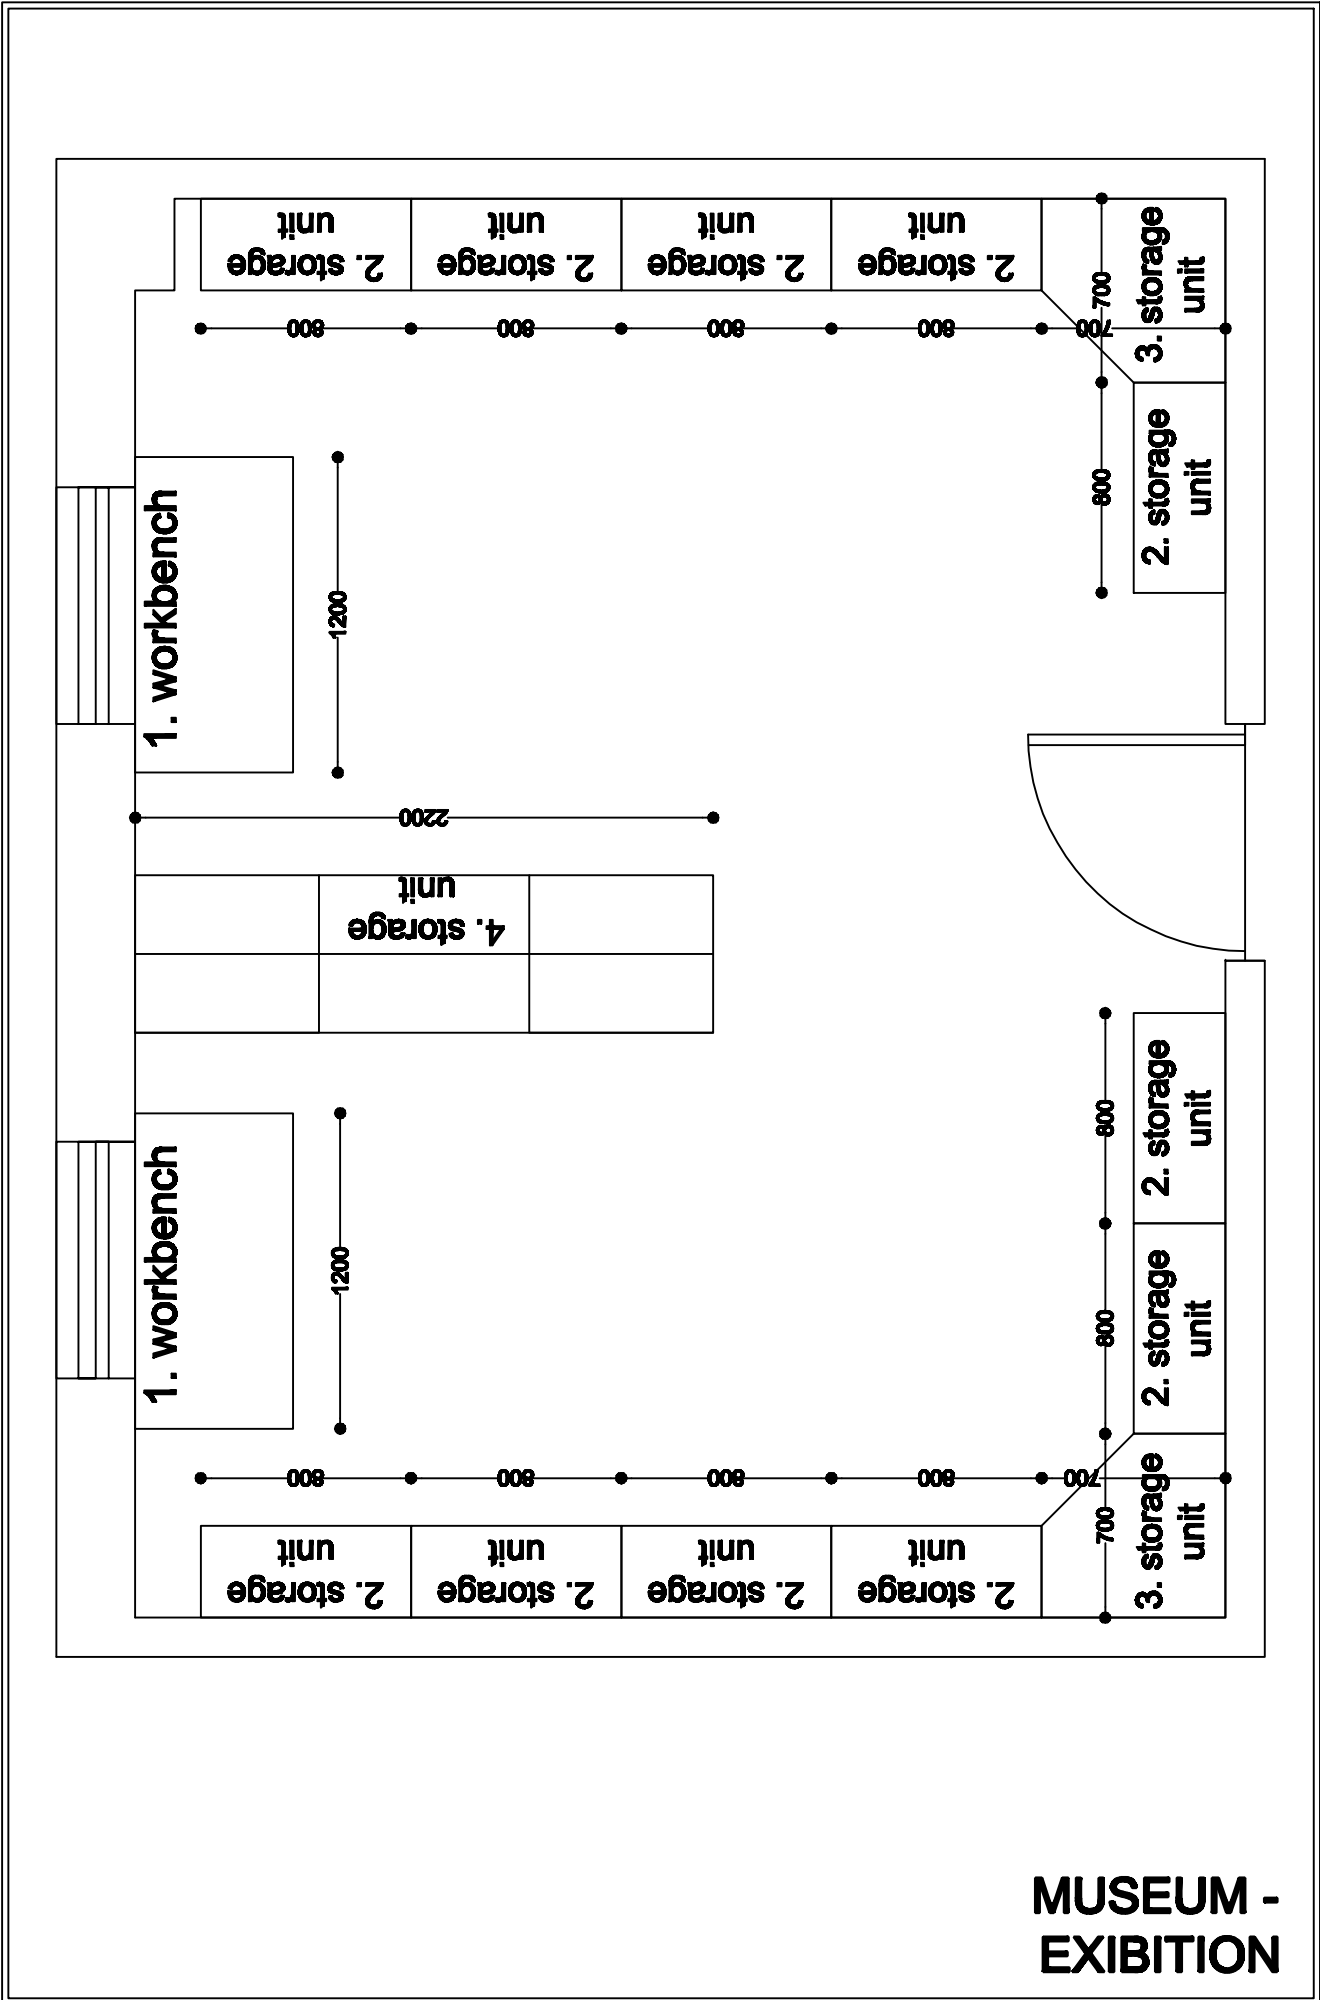 2. storage
unit
2. storage
unit
2. storage
unit
2. storage
unit
3. storage
unit
800
800
800
800
700
700
2. storage
unit
800
1. workbench
1200
2200
4. storage
unit
1. workbench
1200
2. storage
unit
800
2. storage
unit
800
800
800
800
800
700
700
3. storage
unit
2. storage
unit
2. storage
unit
2. storage
unit
2. storage
unit
MUSEUM -
EXIBITION